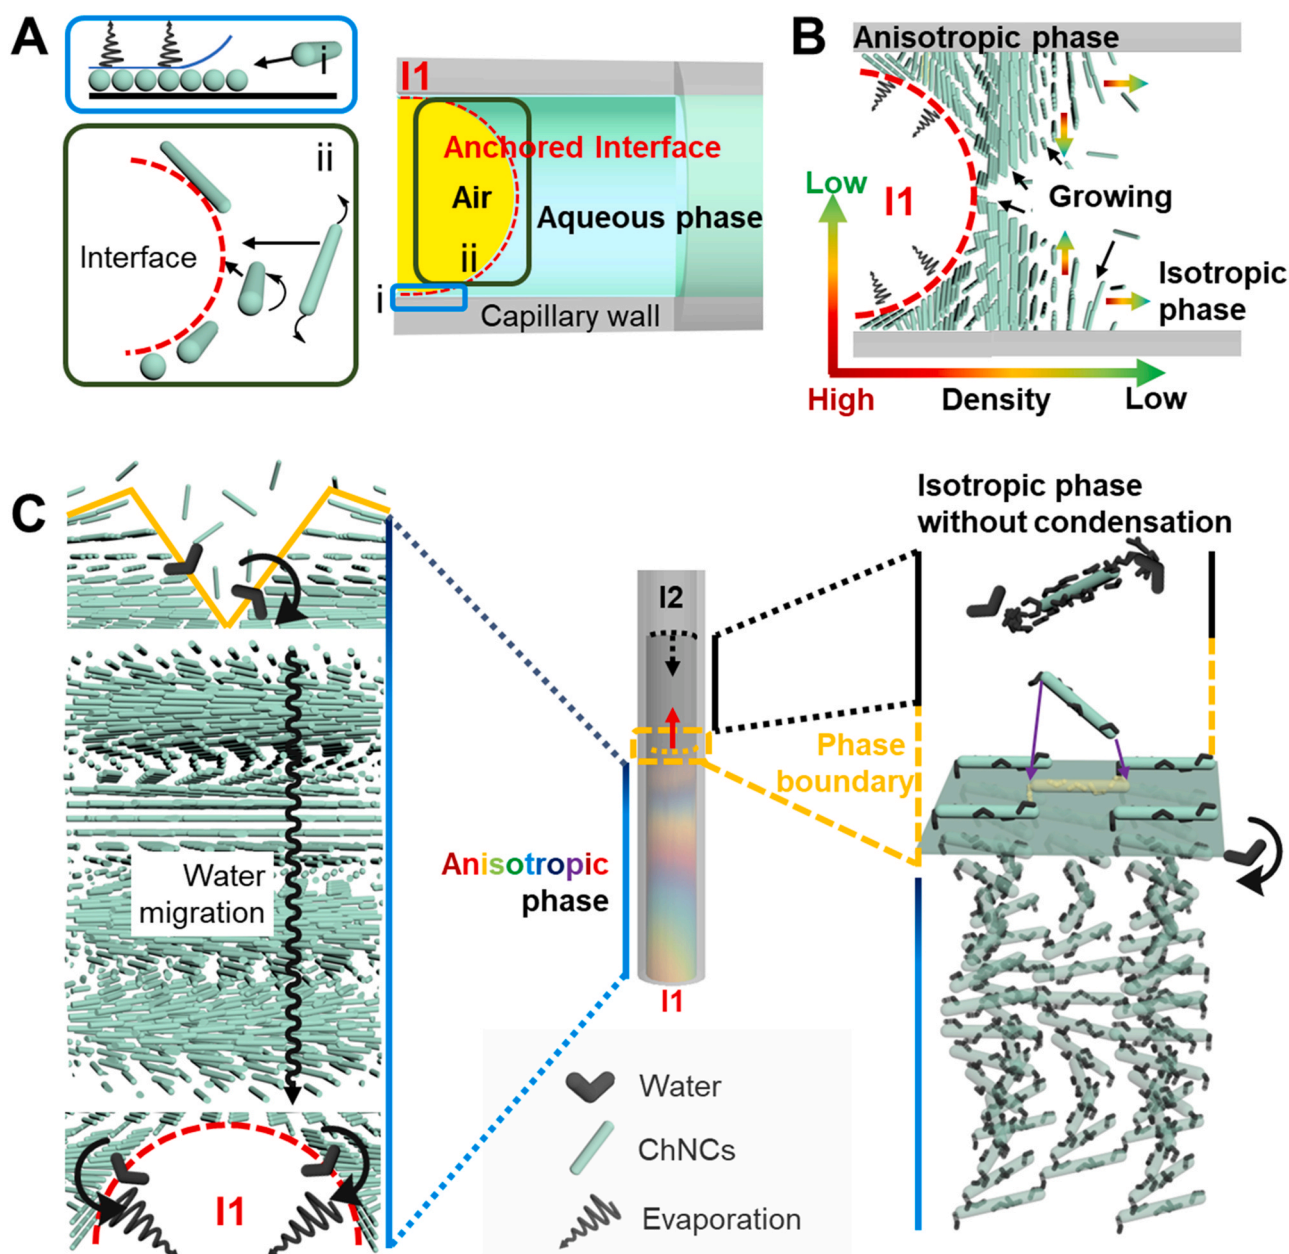 A
i
ii
Interface
I1
Anchored Interface
Air
Aqueous phase
ii
i
Capillary wall
B
Anisotropic phase
Low
I1
Growing
Isotropic
phase
High
Density
Low
C
Water
migration
I1
I2
Anisotropic
phase
I1
Phase
boundary
Isotropic phase
without condensation
Water
ChNCs
Evaporation